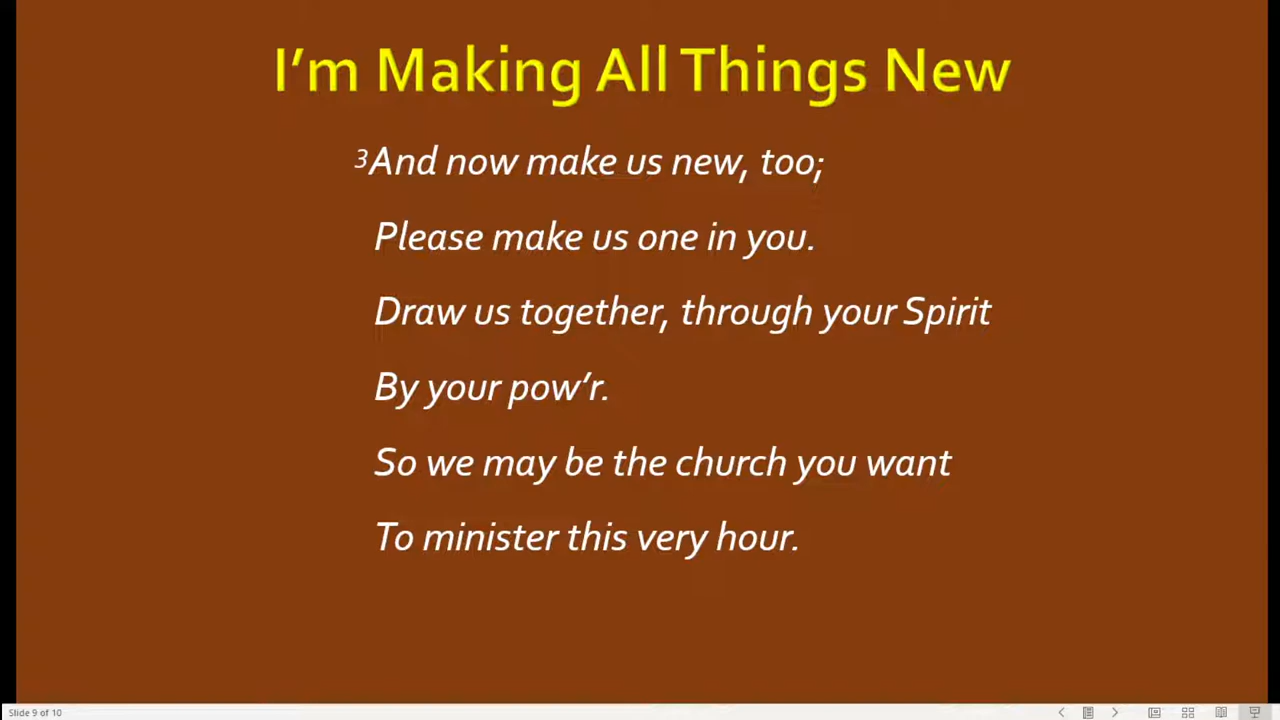 I'm Making All Things New
3And now make us new, too;
Please make us one in you.
Draw us together, through your Spirit
By your pow'r.
So we may be the church you want
To minister this very hour.
Slide 9 of 10